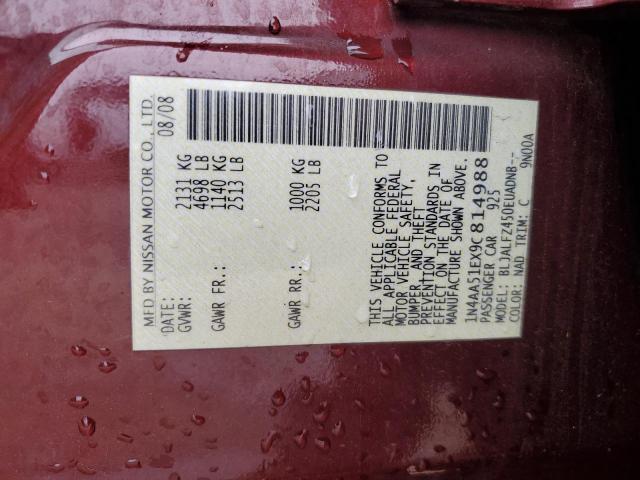 MFD BY NISSAN MOTOR CO., LTD.
DATE: 08/08
GVWR: 2131 KG
4698 LB
GAWR FR.: 1140 KG
2513 LB
GAWR RR.: 1000 KG
2205 LB
THIS VEHICLE CONFORMS TO
ALL APPLICABLE FEDERAL
MOTOR VEHICLE SAFETY,
BUMPER, AND THEFT
PREVENTION STANDARDS IN
EFFECT ON THE DATE OF
MANUFACTURE SHOWN ABOVE.
1N4AA51EX9C814988
PASSENGER CAR 925
MODEL: BLJALFZ450EUADNB--
COLOR: NAD TRIM: C 9N00A